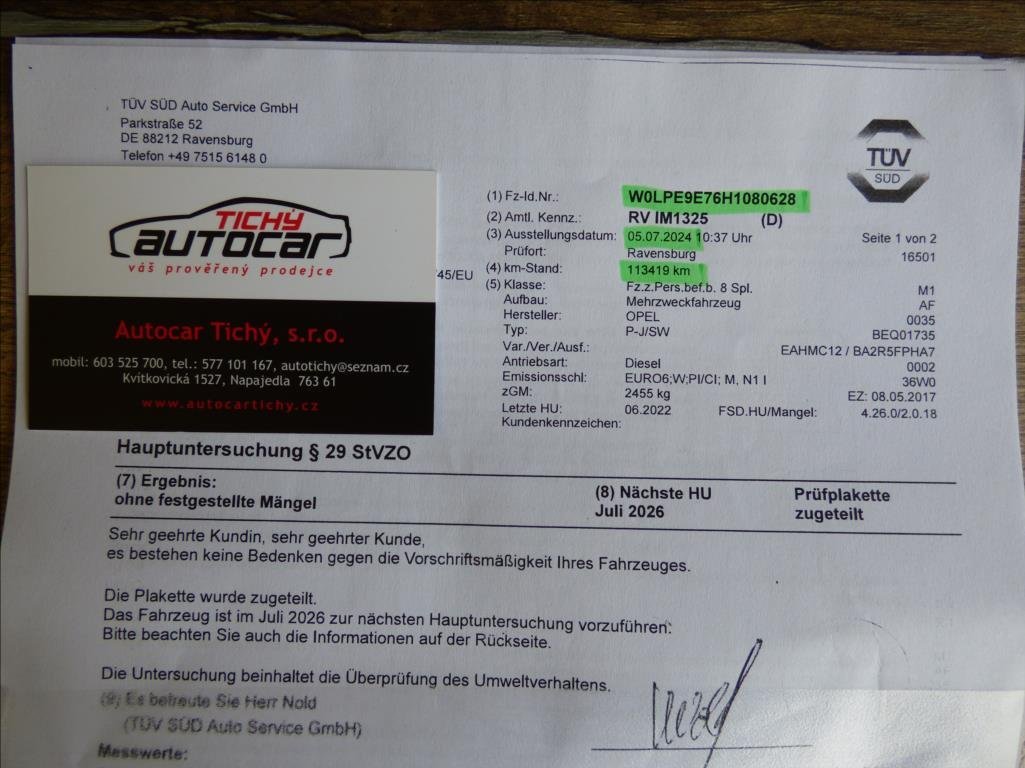 TÜV SÜD Auto Service GmbH
Parkstraße 52
DE 88212 Ravensburg
Telefon +49 7515 6148 0
TÜV
SÜD
TICHÝ
AUTOCAR
váš prověřený prodejce
Autocar Tichý, s.r.o.
mobil: 603 525 700, tel.: 577 101 167, autotichy@seznam.cz
Kvítkovická 1527, Napajedla 763 61
www.autocartichy.cz
45/EU
(1) Fz-Id.Nr.: W0LPE9E76H1080628
(2) Amtl. Kennz.: RV IM1325 (D)
(3) Ausstellungsdatum: 05.07.2024 10:37 Uhr Seite 1 von 2
Prüfort: Ravensburg 16501
(4) km-Stand: 113419 km
(5) Klasse: Fz.z.Pers.bef.b. 8 Spl. M1
Aufbau: Mehrzweckfahrzeug AF
Hersteller: OPEL 0035
Typ: P-J/SW BEQ01735
Var./Ver./Ausf.: EAHMC12 / BA2R5FPHA7
Antriebsart: Diesel 0002
Emissionsschl: EURO6;W;PI/CI; M, N1 I 36W0
zGM: 2455 kg EZ: 08.05.2017
Letzte HU: 06.2022 FSD.HU/Mangel: 4.26.0/2.0.18
Kundenkennzeichen:
Hauptuntersuchung § 29 StVZO
(7) Ergebnis: (8) Nächste HU Prüfplakette
ohne festgestellte Mängel Juli 2026 zugeteilt
Sehr geehrte Kundin, sehr geehrter Kunde,
es bestehen keine Bedenken gegen die Vorschriftsmäßigkeit Ihres Fahrzeuges.
Die Plakette wurde zugeteilt.
Das Fahrzeug ist im Juli 2026 zur nächsten Hauptuntersuchung vorzuführen:
Bitte beachten Sie auch die Informationen auf der Rückseite.
Die Untersuchung beinhaltet die Überprüfung des Umweltverhaltens.
(9) Es betreute Sie Herr Nold
(TÜV SÜD Auto Service GmbH)
Messwerte: